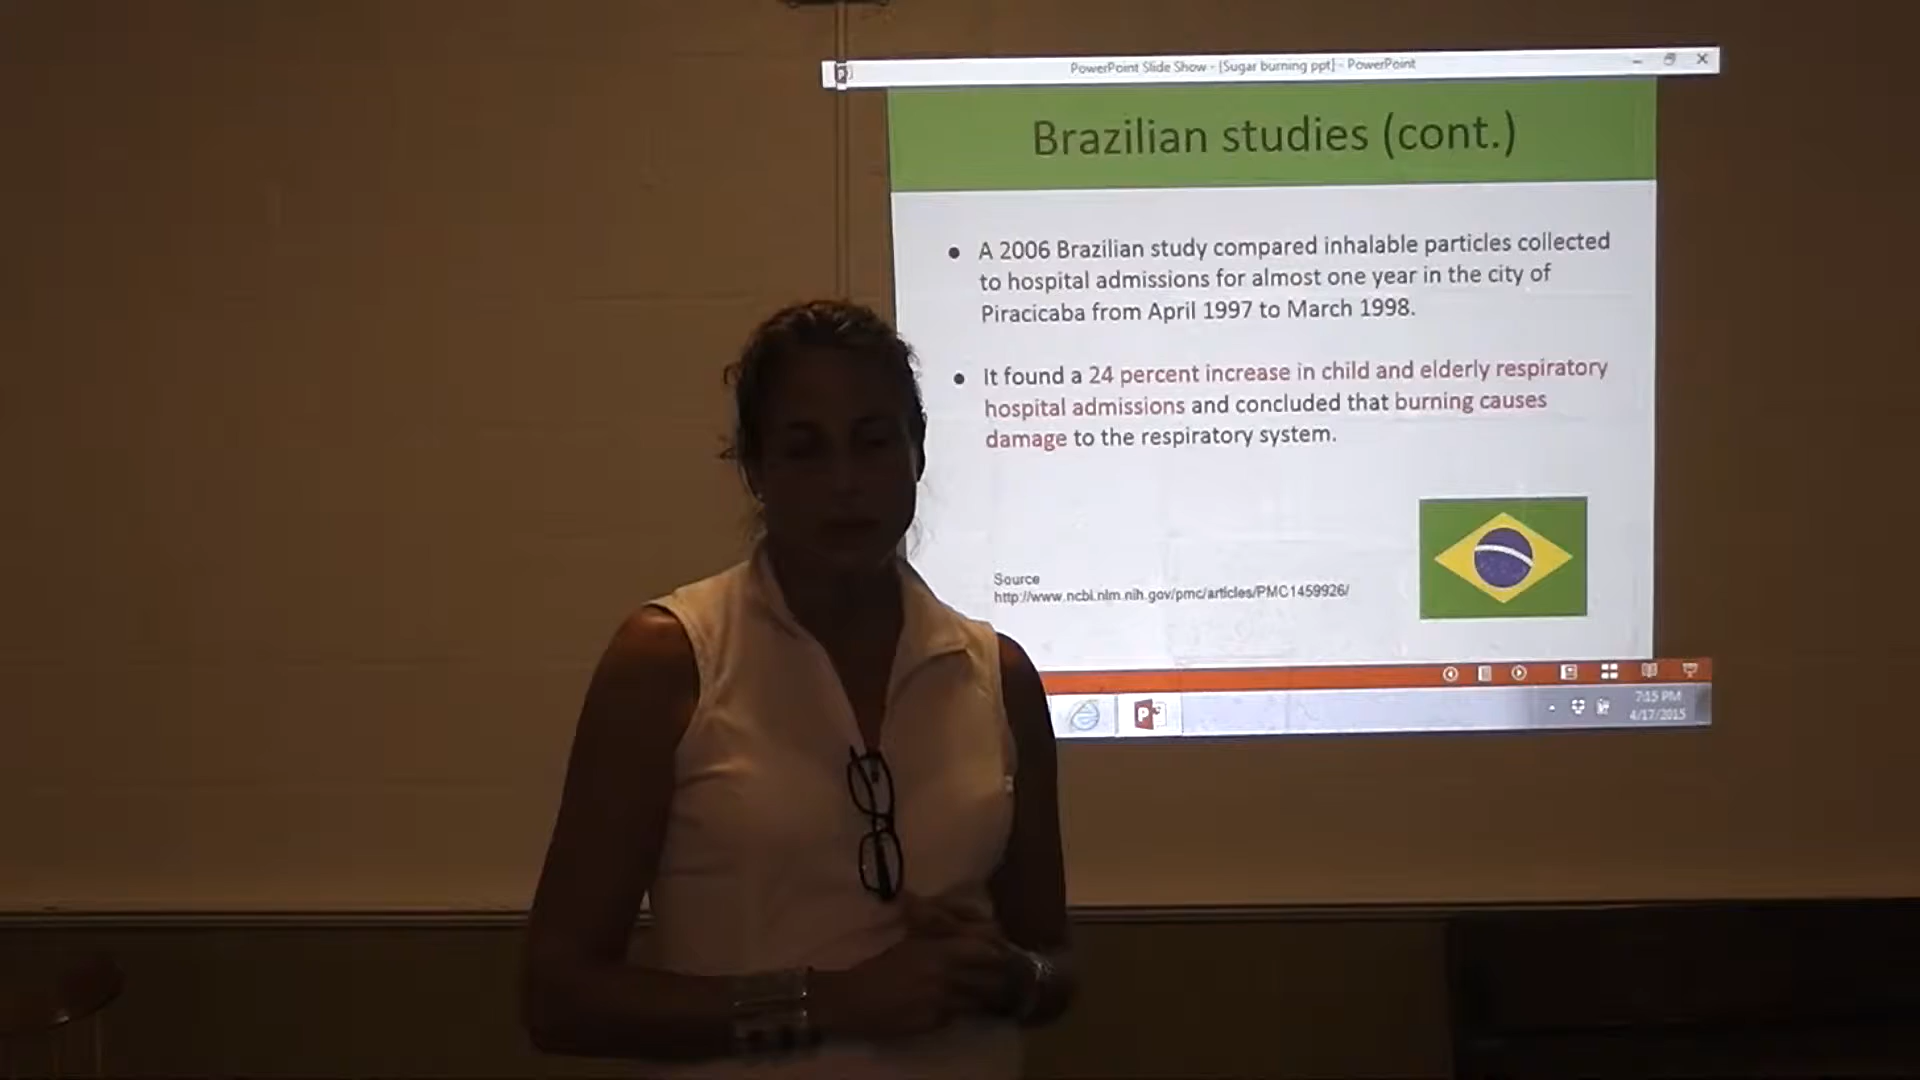 PowerPoint Slide Show - [Sugar burning ppt] - PowerPoint
Brazilian studies (cont.)
● A 2006 Brazilian study compared inhalable particles collected
to hospital admissions for almost one year in the city of
Piracicaba from April 1997 to March 1998.
● It found a 24 percent increase in child and elderly respiratory
hospital admissions and concluded that burning causes
damage to the respiratory system.
Source
http://www.ncbi.nlm.nih.gov/pmc/articles/PMC1459926/
7:15 PM
4/17/2015